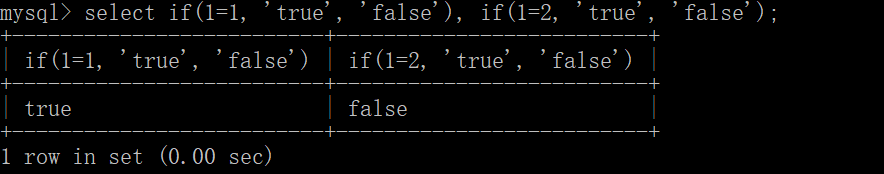 mysql> select if(1=1, 'true', 'false'), if(1=2, 'true', 'false');
+--------------------------+--------------------------+
| if(1=1, 'true', 'false') | if(1=2, 'true', 'false') |
+--------------------------+--------------------------+
| true                     | false                    |
+--------------------------+--------------------------+
1 row in set (0.00 sec)